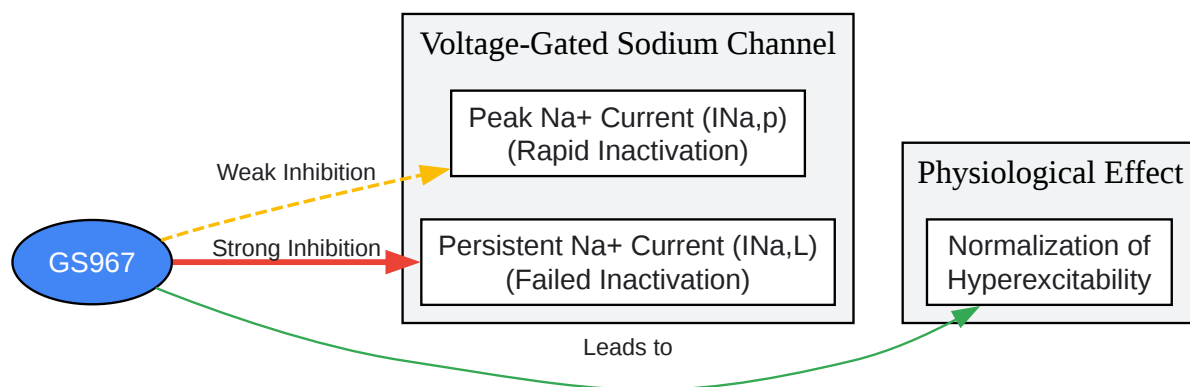 Voltage-Gated Sodium Channel
Peak Na+ Current (INa,p)
(Rapid Inactivation)
Physiological Effect
Weak Inhibition
GS967
Strong Inhibition
Persistent Na+ Current (INa,L)
(Failed Inactivation)
Normalization of
Hyperexcitability
Leads to